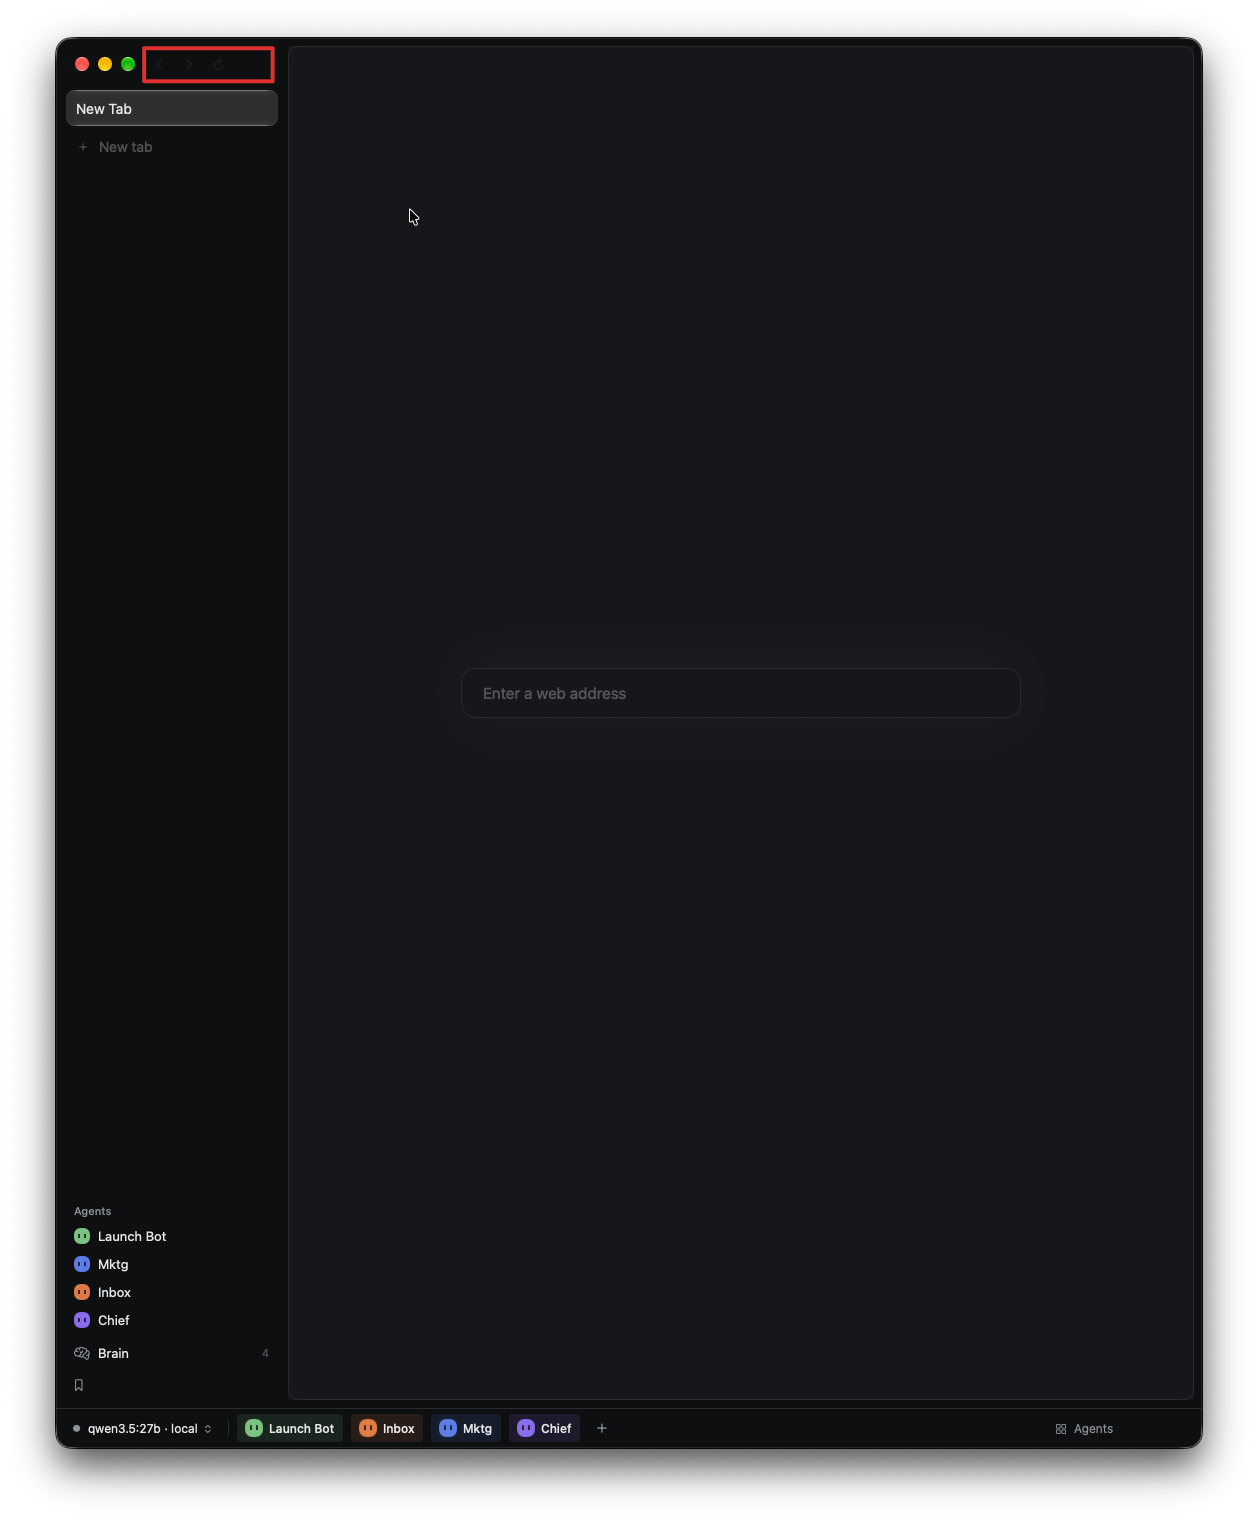 New Tab
+ New tab
Enter a web address
Agents
Launch Bot
Mktg
Inbox
Chief
Brain 4
qwen3.5:27b · local
Launch Bot
Inbox
Mktg
Chief
+
Agents